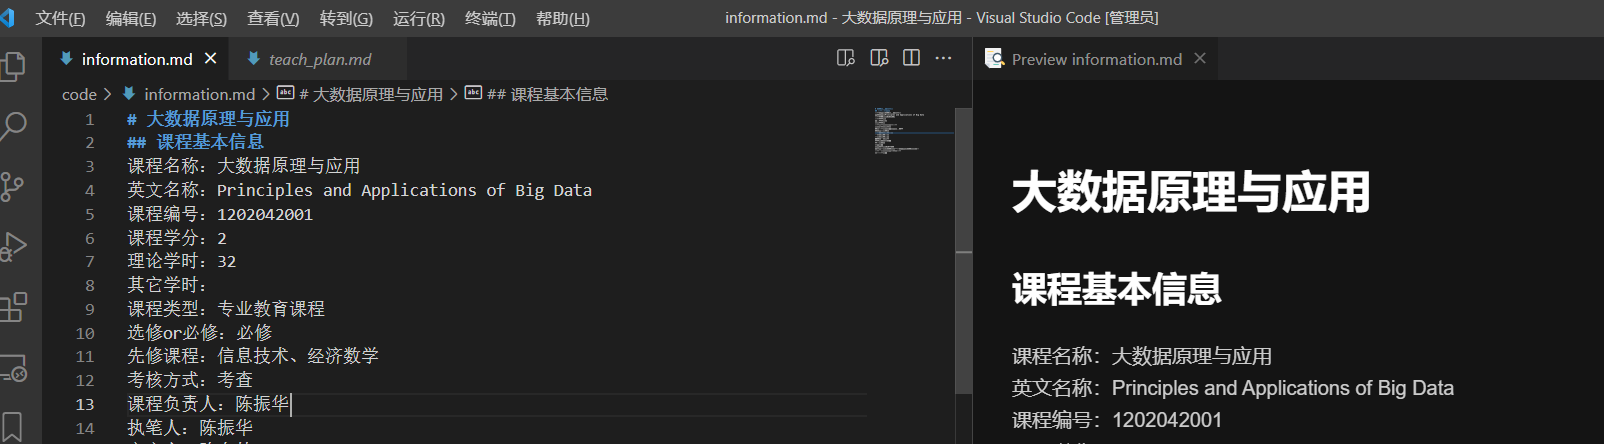 文件(F) 编辑(E) 选择(S) 查看(V) 转到(G) 运行(R) 终端(T) 帮助(H) information.md - 大数据原理与应用 - Visual Studio Code [管理员]
information.md × teach_plan.md
code > information.md > # 大数据原理与应用 > ## 课程基本信息
1 # 大数据原理与应用
2 ## 课程基本信息
3 课程名称：大数据原理与应用
4 英文名称：Principles and Applications of Big Data
5 课程编号：1202042001
6 课程学分：2
7 理论学时：32
8 其它学时：
9 课程类型：专业教育课程
10 选修or必修：必修
11 先修课程：信息技术、经济数学
12 考核方式：考查
13 课程负责人：陈振华
14 执笔人：陈振华
Preview information.md ×
大数据原理与应用
课程基本信息
课程名称：大数据原理与应用
英文名称：Principles and Applications of Big Data
课程编号：1202042001